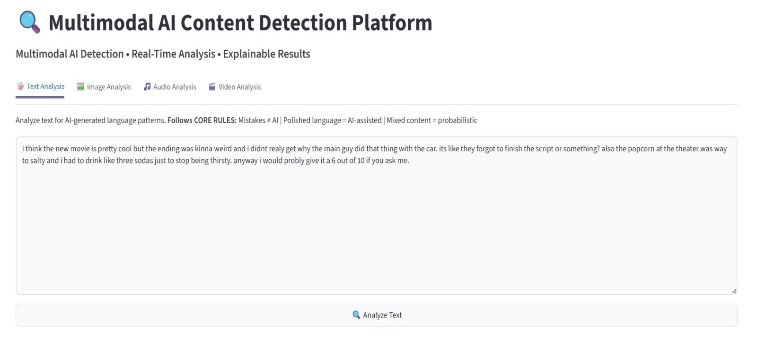 Multimodal AI Content Detection Platform
Multimodal AI Detection • Real-Time Analysis • Explainable Results
Text Analysis Image Analysis Audio Analysis Video Analysis
Analyze text for AI-generated language patterns. Follows CORE RULES: Mistakes ≠ AI | Polished language = AI-assisted | Mixed content = probabilistic
i think the new movie is pretty cool but the ending was kinna weird and i didnt realy get why the main guy did that thing with the car. its like they forgot to finish the script or something? also the popcorn at the theater was way
to salty and i had to drink like three sodas just to stop being thirsty. anyway i would probly give it a 6 out of 10 if you ask me.
Analyze Text